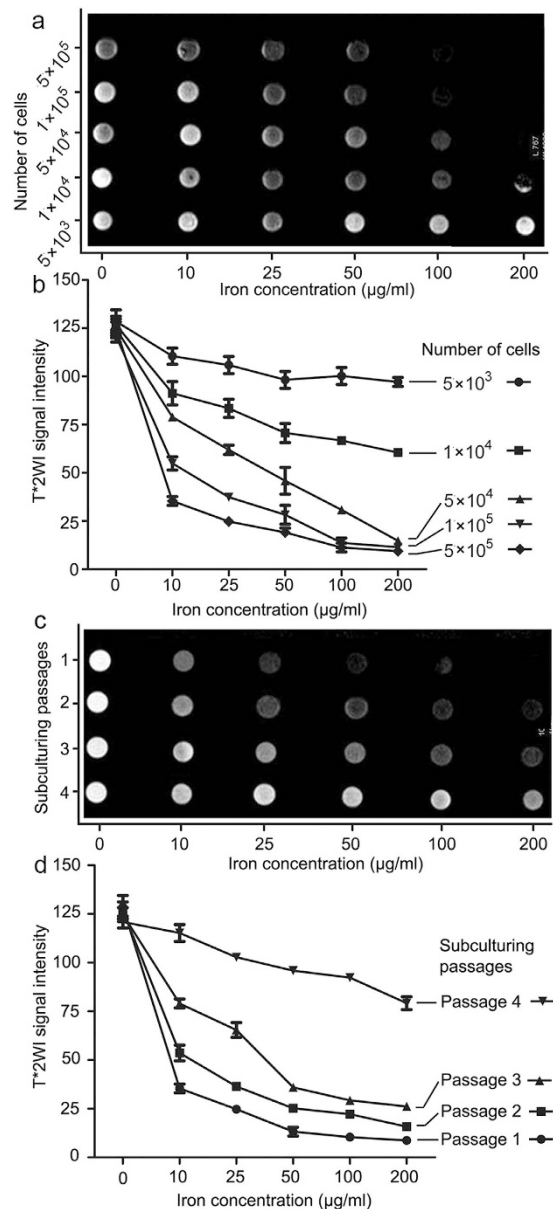 a
Number of cells
5×10⁵
1×10⁵
5×10⁴
1×10⁴
5×10³
L.767
0 10 25 50 100 200
Iron concentration (µg/ml)
b
T*2WI signal intensity
150
125
100
75
50
25
0
0 10 25 50 100 200
Iron concentration (µg/ml)
Number of cells
5×10³
1×10⁴
5×10⁴
1×10⁵
5×10⁵
c
Subculturing passages
1
2
3
4
0 10 25 50 100 200
Iron concentration (µg/ml)
d
T*2WI signal intensity
150
125
100
75
50
25
0
0 10 25 50 100 200
Iron concentration (µg/ml)
Subculturing
passages
Passage 4
Passage 3
Passage 2
Passage 1